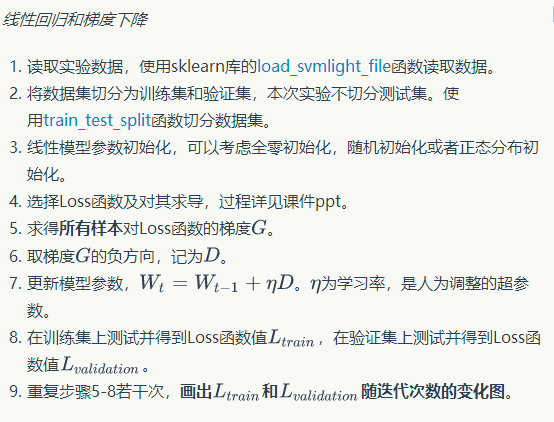 线性回归和梯度下降
1. 读取实验数据，使用sklearn库的load_svmlight_file函数读取数据。
2. 将数据集切分为训练集和验证集，本次实验不切分测试集。使
用train_test_split函数切分数据集。
3. 线性模型参数初始化，可以考虑全零初始化，随机初始化或者正态分布初
始化。
4. 选择Loss函数及对其求导，过程详见课件ppt。
5. 求得所有样本对Loss函数的梯度G。
6. 取梯度G的负方向，记为D。
7. 更新模型参数，W_t = W_{t-1} + ηD。η为学习率，是人为调整的超参
数。
8. 在训练集上测试并得到Loss函数值L_{train}，在验证集上测试并得到Loss函
数值L_{validation}。
9. 重复步骤5-8若干次，画出L_{train}和L_{validation}随迭代次数的变化图。